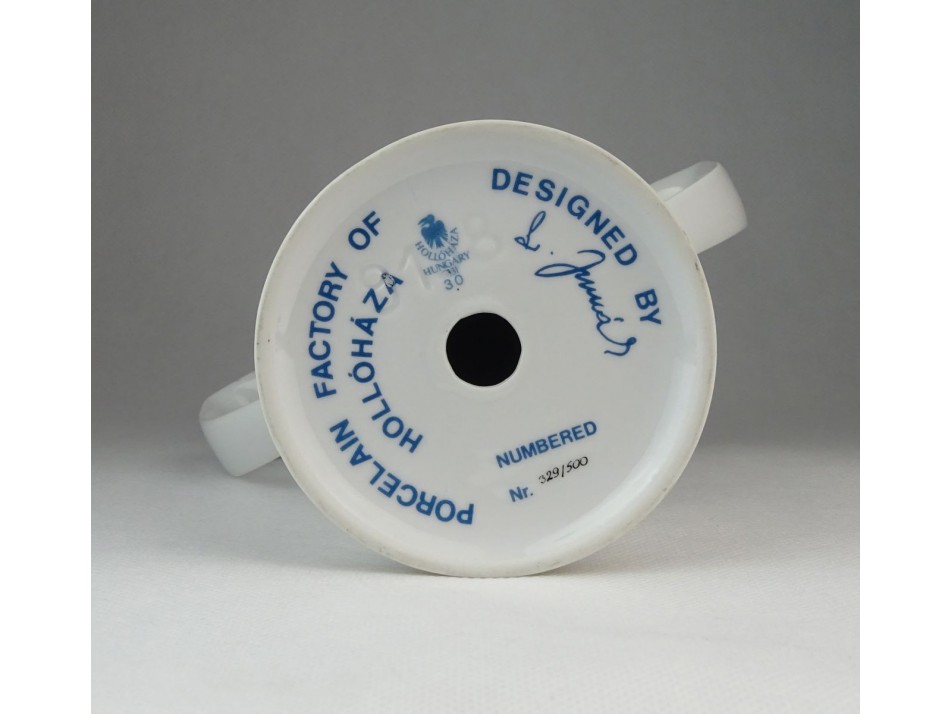 PORCELAIN FACTORY OF
HOLLÓHÁZA
HOLLÓHÁZA
HUNGARY
30
DESIGNED BY
NUMBERED
Nr. 329/500